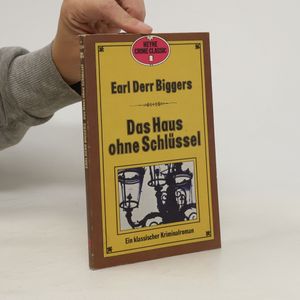 HEYNE
CRIME CLASSIC
Earl Derr Biggers
Das Haus
ohne Schlüssel
Ein klassischer Kriminalroman